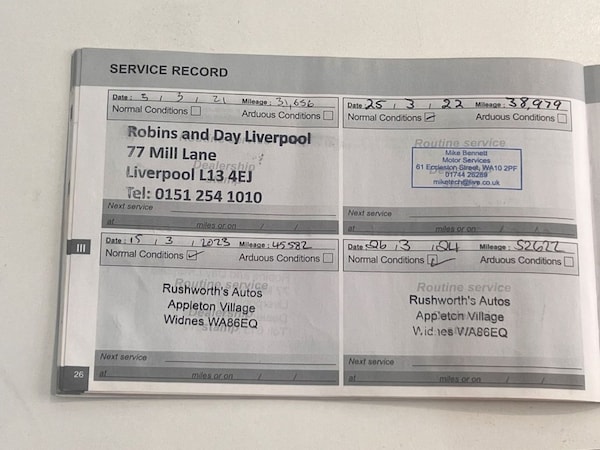 SERVICE RECORD
Date: 5 / 3 / 21 Mileage: 31,656
Normal Conditions Arduous Conditions
Robins and Day Liverpool
77 Mill Lane
Dealership
Liverpool L13 4EJ
Tel: 0151 254 1010
Next service
at miles or on / /
Date: 25 / 3 / 22 Mileage: 38,979
Normal Conditions Arduous Conditions
Routine service
Mike Bennett
Motor Services
61 Eccleston Street, WA10 2PF
01744 26289
miketech@live.co.uk
Next service
at miles or on / /
III
Date: 15 / 3 / 2023 Mileage: 45582
Normal Conditions Arduous Conditions
Routine service
Rushworth's Autos
Appleton Village
Dealership
Widnes WA86EQ
stamp
Next service
at miles or on / /
Date: 26 / 3 / 24 Mileage: 52622
Normal Conditions Arduous Conditions
Routine service
Rushworth's Autos
Appleton Village
Widnes WA86EQ
Next service
at miles or on / /
26